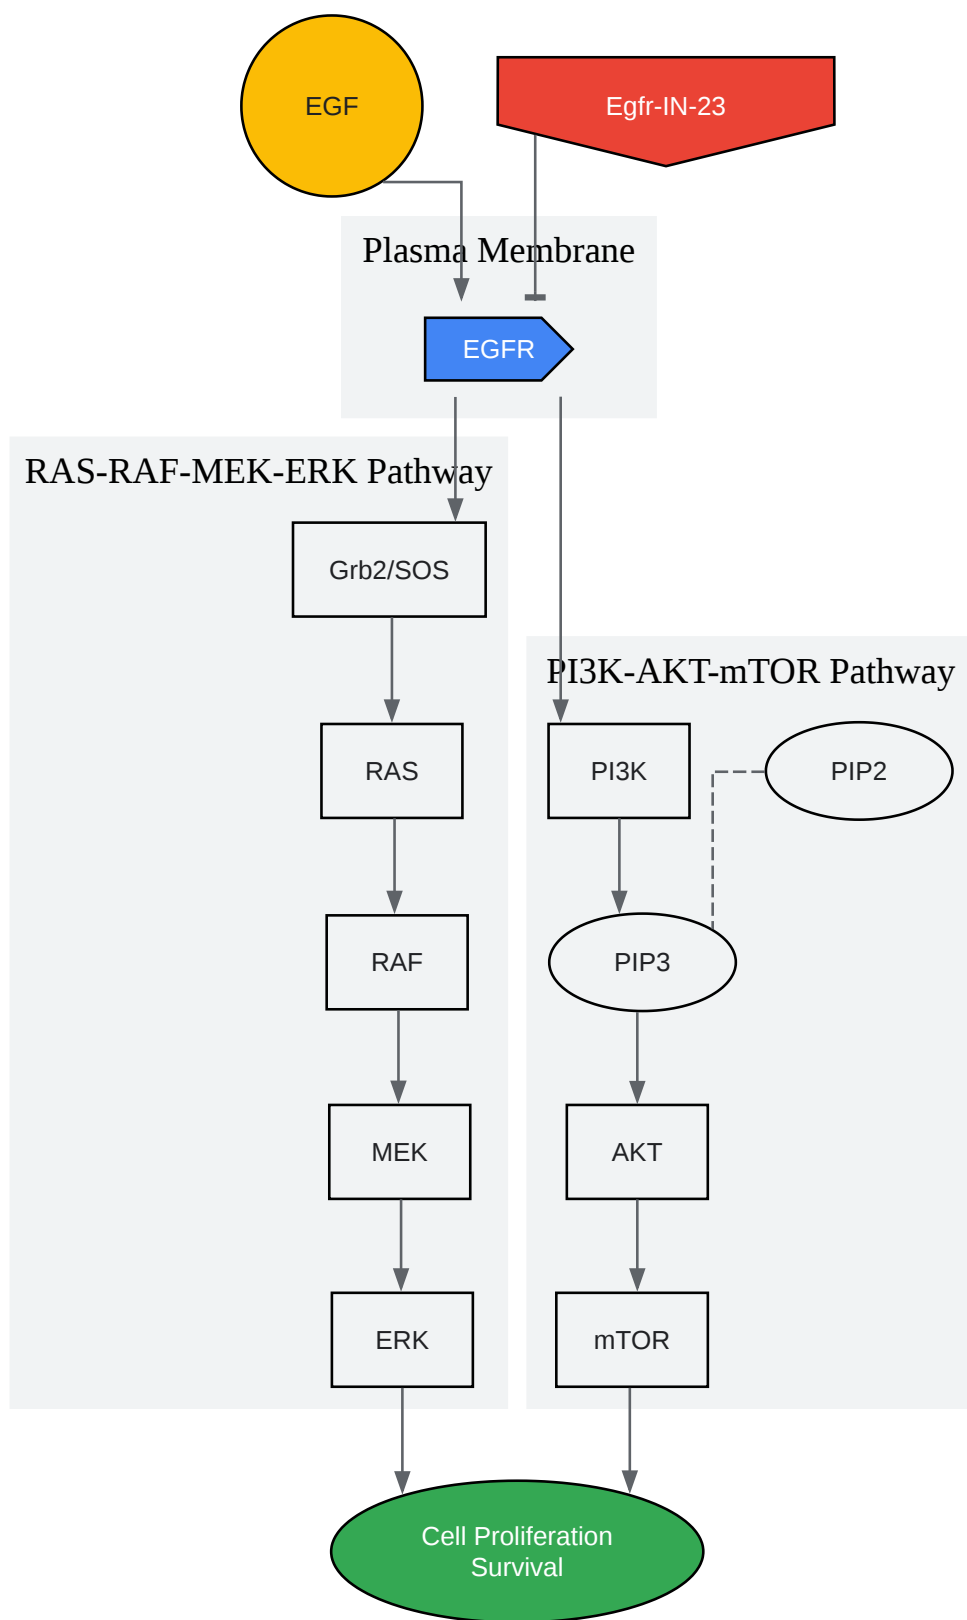 EGF
Egfr-IN-23
Plasma Membrane
EGFR
RAS-RAF-MEK-ERK Pathway
Grb2/SOS
PI3K-AKT-mTOR Pathway
RAS
PI3K
PIP2
RAF
PIP3
MEK
AKT
ERK
mTOR
Cell Proliferation
Survival